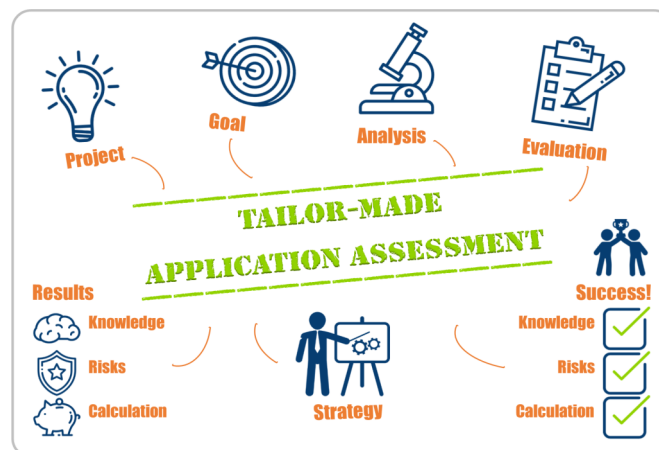 Project
Goal
Analysis
Evaluation
TAILOR-MADE
APPLICATION ASSESSMENT
Results
Knowledge
Risks
Calculation
Strategy
Success!
Knowledge
Risks
Calculation